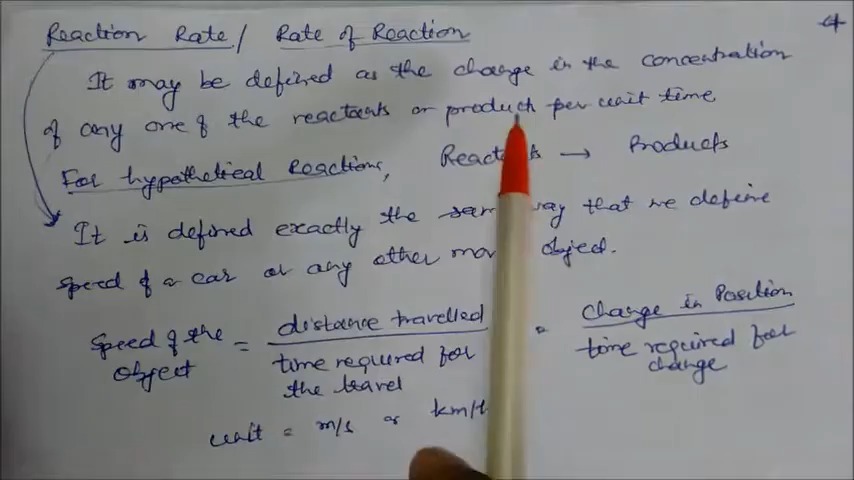 4
Reaction Rate/ Rate of Reaction
It may be defined as the change in the concentration
of any one of the reactants or product per unit time
For hypothetical Reactions, Reactants → Products
It is defined exactly the same way that we define
speed of a car or any other object.
Speed of the object = distance travelled / time required for the travel = Change in Position / time required for change
unit = m/s or km/h